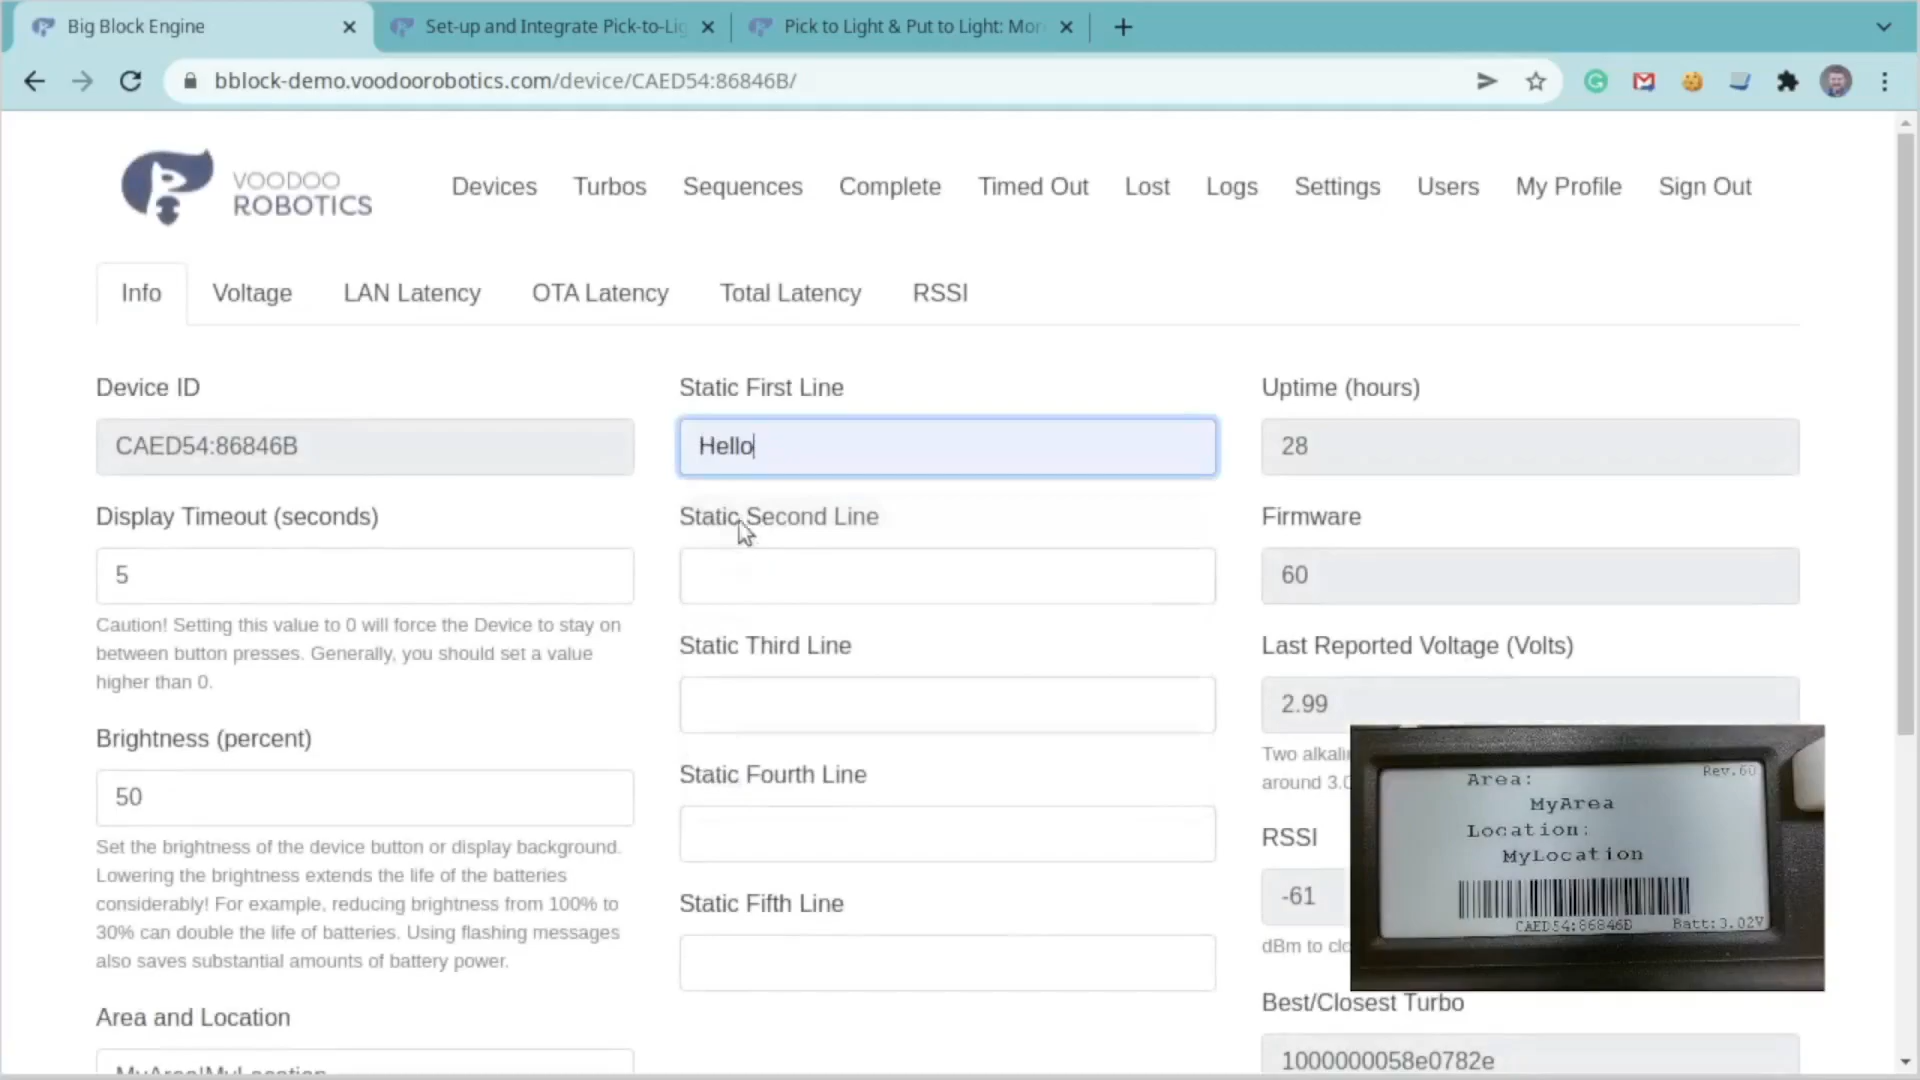 Big Block Engine
Set-up and Integrate Pick-to-Lig
Pick to Light & Put to Light: Mor
bblock-demo.voodoorobotics.com/device/CAED54:86846B/
VOODOO
ROBOTICS
Devices Turbos Sequences Complete Timed Out Lost Logs Settings Users My Profile Sign Out
Info Voltage LAN Latency OTA Latency Total Latency RSSI
Device ID
CAED54:86846B
Display Timeout (seconds)
5
Caution! Setting this value to 0 will force the Device to stay on
between button presses. Generally, you should set a value
higher than 0.
Brightness (percent)
50
Set the brightness of the device button or display background.
Lowering the brightness extends the life of the batteries
considerably! For example, reducing brightness from 100% to
30% can double the life of batteries. Using flashing messages
also saves substantial amounts of battery power.
Area and Location
MyArea!MyLocation
Static First Line
Hello
Static Second Line
Static Third Line
Static Fourth Line
Static Fifth Line
Uptime (hours)
28
Firmware
60
Last Reported Voltage (Volts)
2.99
Two alkali
around 3.0
RSSI
-61
dBm to clo
Best/Closest Turbo
1000000058e0782e
Rev.60
Area:
MyArea
Location:
MyLocation
CAED54:86846B
Batt:3.02V